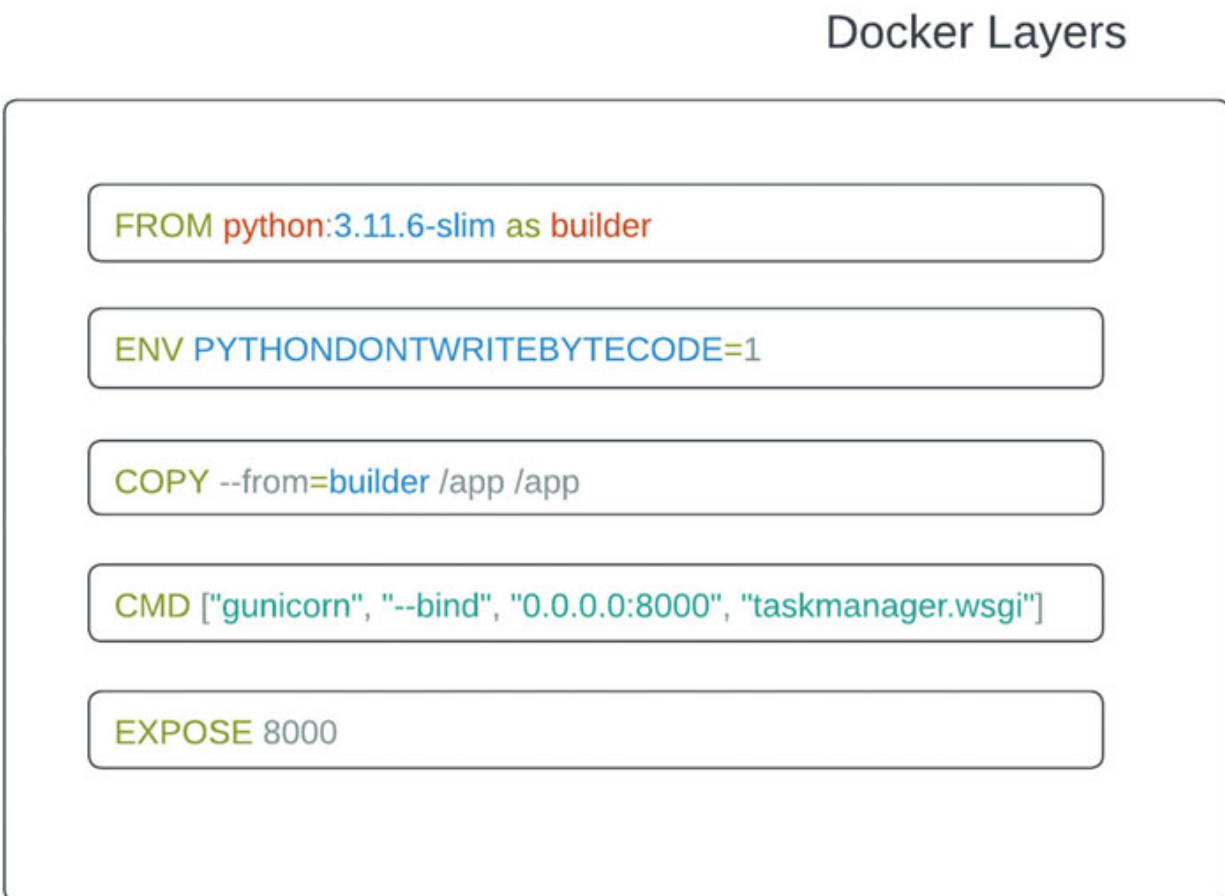 Docker Layers
FROM python:3.11.6-slim as builder
ENV PYTHONDONTWRITEBYTECODE=1
COPY --from=builder /app /app
CMD ["gunicorn", "--bind", "0.0.0.0:8000", "taskmanager.wsgi"]
EXPOSE 8000